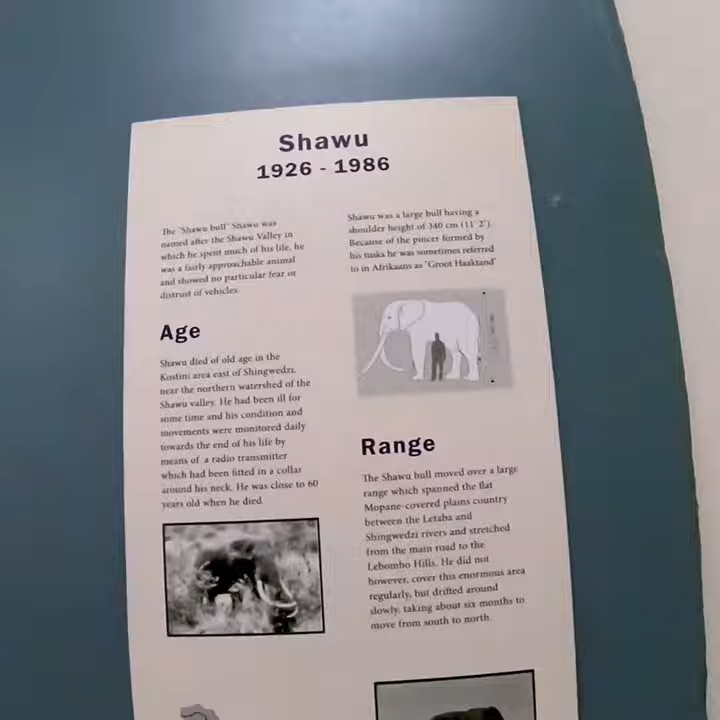 Shawu
1926 - 1986
The "Shawu bull" Shawu was
named after the Shawu Valley in
which he spent much of his life, he
was a fairly approachable animal
and showed no particular fear or
distrust of vehicles.
Age
Shawu died of old age in the
Kostini area east of Shingwedzi,
near the northern watershed of the
Shawu valley. He had been ill for
some time and his condition and
movements were monitored daily
towards the end of his life by
means of a radio transmitter
which had been fitted in a collar
around his neck. He was close to 60
years old when he died.
Shawu was a large bull having a
shoulder height of 340 cm (11' 2").
Because of the pincer formed by
his tusks he was sometimes referred
to in Afrikaans as "Groot Haaktand"
Range
The Shawu bull moved over a large
range which spanned the flat
Mopane-covered plains country
between the Letaba and
Shingwedzi rivers and stretched
from the main road to the
Lebombo Hills. He did not
however, cover this enormous area
regularly, but drifted around
slowly, taking about six months to
move from south to north.